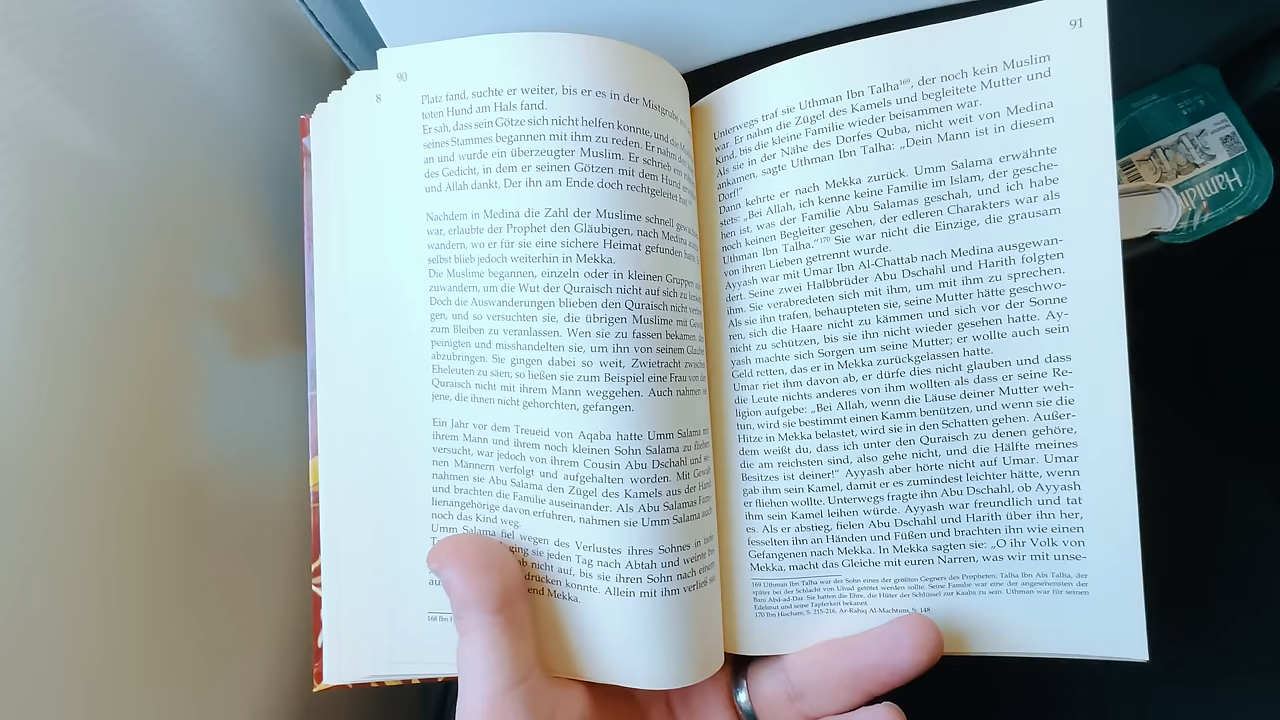 90
8
Platz fand, suchte er weiter, bis er es in der Mistgrube
toten Hund am Hals fand.
Er sah, dass sein Götze sich nicht helfen konnte, und die
seines Stammes begannen mit ihm zu reden. Er nahm den
an und wurde ein überzeugter Muslim. Er schrieb ein
des Gedicht, in dem er seinen Götzen mit dem Hund
und Allah dankt, Der ihn am Ende doch rechtgeleitet hat.
Nachdem in Medina die Zahl der Muslime schnell
war, erlaubte der Prophet den Gläubigen, nach Medina
wandern, wo er für sie eine sichere Heimat gefunden
selbst blieb jedoch weiterhin in Mekka.
Die Muslime begannen, einzeln oder in kleinen Gruppen
zuwandern, um die Wut der Quraisch nicht auf sich zu
Doch die Auswanderungen blieben den Quraisch nicht
gen, und so versuchten sie, die übrigen Muslime mit
zum Bleiben zu veranlassen. Wen sie zu fassen bekamen,
peinigten und misshandelten sie, um ihn von seinem Glauben
abzubringen. Sie gingen dabei so weit, Zwietracht zwischen
Eheleuten zu säen; so ließen sie zum Beispiel eine Frau von den
Quraisch nicht mit ihrem Mann weggehen. Auch nahmen sie
jene, die ihnen nicht gehorchten, gefangen.
Ein Jahr vor dem Treueid von Aqaba hatte Umm Salama mit
ihrem Mann und ihrem noch kleinen Sohn Salama zu fliehen
versucht, war jedoch von ihrem Cousin Abu Dschahl und sei-
nen Männern verfolgt und aufgehalten worden. Mit Gewalt
nahmen sie Abu Salama den Zügel des Kamels aus der Hand
und brachten die Familie auseinander. Als Abu Salamas Fami-
lienangehörige davon erfuhren, nahmen sie Umm Salama auch
noch das Kind weg.
Umm Salama fiel wegen des Verlustes ihres Sohnes in tiefe
ging sie jeden Tag nach Abtah und weinte bis
nicht auf, bis sie ihren Sohn nach einem
drücken konnte. Allein mit ihm verließ sie
Mekka.
168 Ibn
91
Unterwegs traf sie Uthman Ibn Talha¹⁶⁹, der noch kein Muslim
war. Er nahm die Zügel des Kamels und begleitete Mutter und
Kind, bis die kleine Familie wieder beisammen war.
Als sie in der Nähe des Dorfes Quba, nicht weit von Medina
ankamen, sagte Uthman Ibn Talha: „Dein Mann ist in diesem
Dorf!“
Dann kehrte er nach Mekka zurück. Umm Salama erwähnte
stets: „Bei Allah, ich kenne keine Familie im Islam, der gesche-
hen ist, was der Familie Abu Salamas geschah, und ich habe
noch keinen Begleiter gesehen, der edleren Charakters war als
Uthman Ibn Talha.“¹⁷⁰ Sie war nicht die Einzige, die grausam
von ihren Lieben getrennt wurde.
Ayyash war mit Umar Ibn Al-Chattab nach Medina ausgewan-
dert. Seine zwei Halbbrüder Abu Dschahl und Harith folgten
ihm. Sie verabredeten sich mit ihm, um mit ihm zu sprechen.
Als sie ihn trafen, behaupteten sie, seine Mutter hätte geschwo-
ren, sich die Haare nicht zu kämmen und sich vor der Sonne
nicht zu schützen, bis sie ihn nicht wieder gesehen hatte. Ay-
yash machte sich Sorgen um seine Mutter; er wollte auch sein
Geld retten, das er in Mekka zurückgelassen hatte.
Umar riet ihm davon ab, er dürfe dies nicht glauben und dass
die Leute nichts anderes von ihm wollten als dass er seine Re-
ligion aufgebe: „Bei Allah, wenn die Läuse deiner Mutter weh-
tun, wird sie bestimmt einen Kamm benützen, und wenn sie die
Hitze in Mekka belastet, wird sie in den Schatten gehen. Außer-
dem weißt du, dass ich unter den Quraisch zu denen gehöre,
die am reichsten sind, also gehe nicht, und die Hälfte meines
Besitzes ist deiner!“ Ayyash aber hörte nicht auf Umar. Umar
gab ihm sein Kamel, damit er es zumindest leichter hätte, wenn
er fliehen wollte. Unterwegs fragte ihn Abu Dschahl, ob Ayyash
ihm sein Kamel leihen würde. Ayyash war freundlich und tat
es. Als er abstieg, fielen Abu Dschahl und Harith über ihn her,
fesselten ihn an Händen und Füßen und brachten ihn wie einen
Gefangenen nach Mekka. In Mekka sagten sie: „O ihr Volk von
Mekka, macht das Gleiche mit euren Narren, was wir mit unse-
169 Uthman Ibn Talha war der Sohn eines der größten Gegners des Propheten, Talha Ibn Abi Talha, der
später bei der Schlacht von Uhud getötet werden sollte. Seine Familie war eine der angesehensten der
Bani Abd-ad-Dar. Sie hatten die Ehre, die Hüter der Schlüssel zur Kaaba zu sein. Uthman war für seinen
Edelmut und seine Tapferkeit bekannt.
170 Ibn Hischam, S. 215-216; Ar-Rahiq Al-Machtum, S. 148
Hamidi